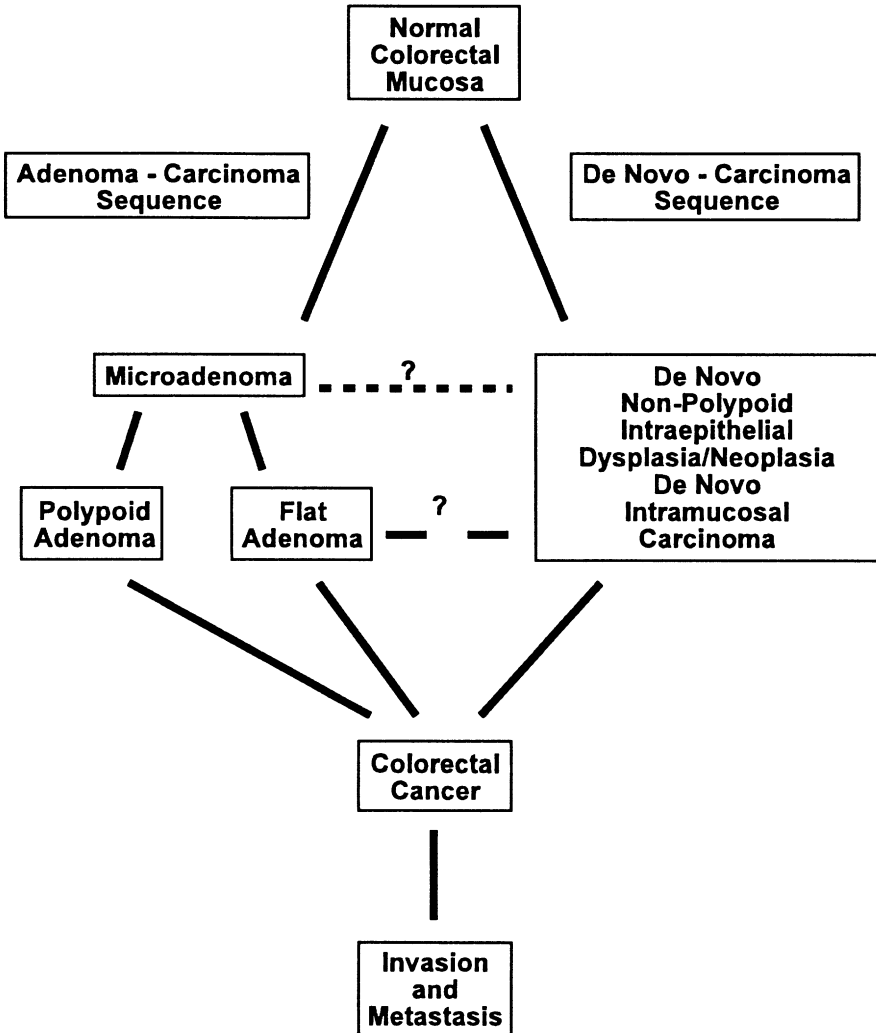 Normal
Colorectal
Mucosa
Adenoma - Carcinoma
Sequence
De Novo - Carcinoma
Sequence
Microadenoma
?
De Novo
Non-Polypoid
Intraepithelial
Dysplasia/Neoplasia
De Novo
Intramucosal
Carcinoma
Polypoid
Adenoma
Flat
Adenoma
?
Colorectal
Cancer
Invasion
and
Metastasis